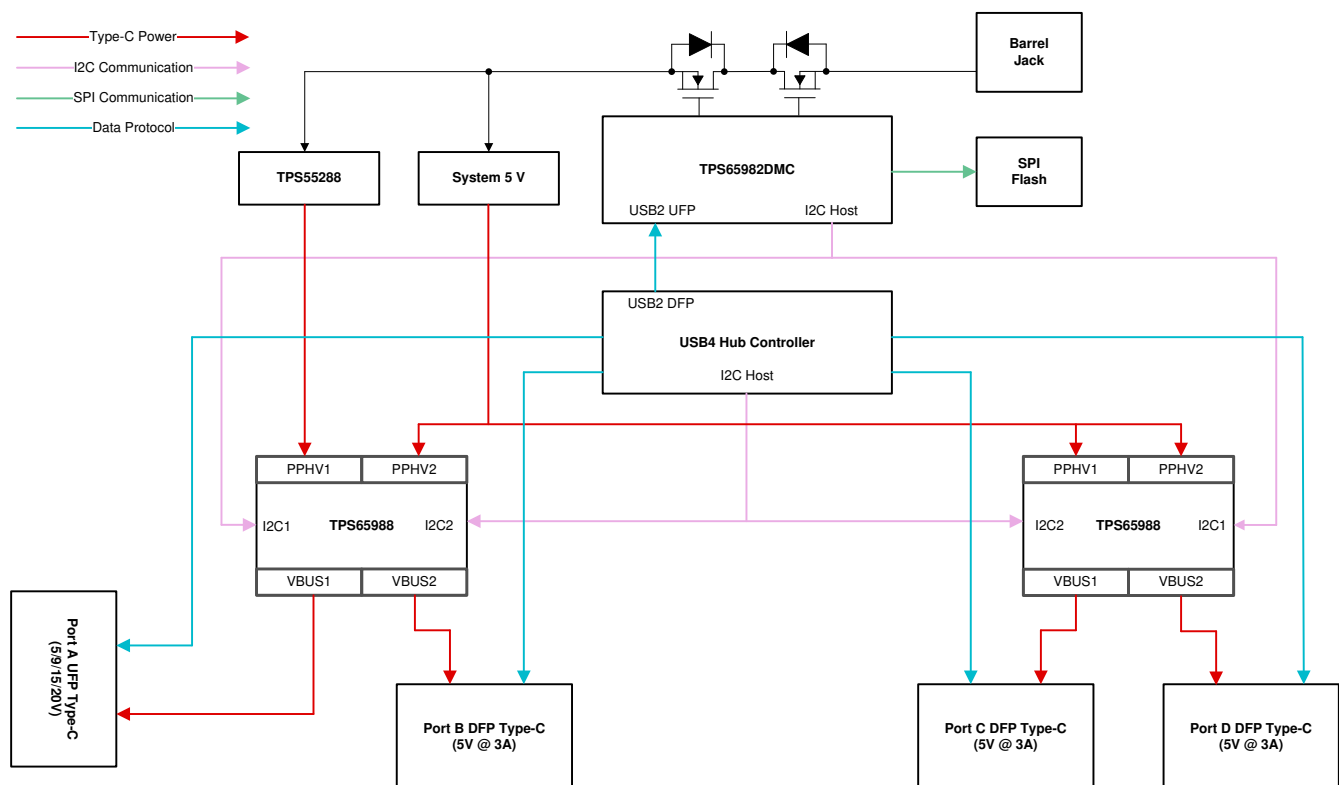 Type-C Power
I2C Communication
SPI Communication
Data Protocol
Barrel
Jack
TPS55288
System 5 V
TPS65982DMC
USB2 UFP
I2C Host
SPI
Flash
USB2 DFP
USB4 Hub Controller
I2C Host
PPHV1
PPHV2
I2C1
TPS65988
I2C2
VBUS1
VBUS2
PPHV1
PPHV2
I2C2
TPS65988
I2C1
VBUS1
VBUS2
Port A UFP Type-C
(5/9/15/20V)
Port B DFP Type-C
(5V @ 3A)
Port C DFP Type-C
(5V @ 3A)
Port D DFP Type-C
(5V @ 3A)